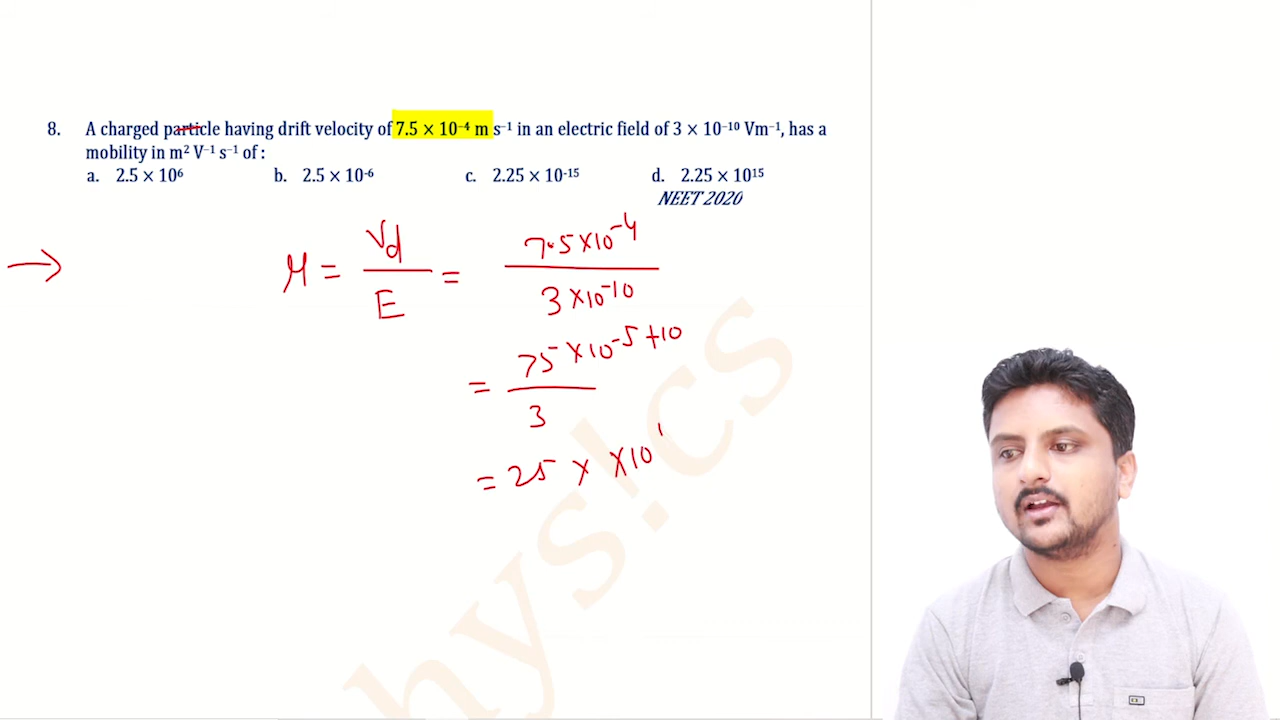 8. A charged particle having drift velocity of 7.5 × 10⁻⁴ m s⁻¹ in an electric field of 3 × 10⁻¹⁰ Vm⁻¹, has a
mobility in m² V⁻¹ s⁻¹ of :
a. 2.5 × 10⁶ b. 2.5 × 10⁻⁶ c. 2.25 × 10⁻¹⁵ d. 2.25 × 10¹⁵
NEET 2020
μ = Vd / E = 7.5 × 10⁻⁴ / 3 × 10⁻¹⁰
= 75 × 10⁻⁵⁺¹⁰ / 3
= 25 × × 10
hys!cs